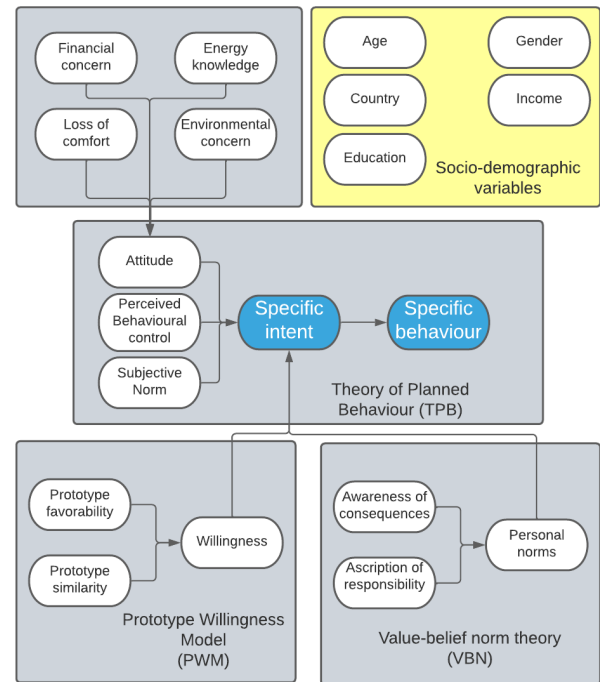 Financial
concern
Energy
knowledge
Loss of
comfort
Environmental
concern
Age
Gender
Country
Income
Education
Socio-demographic
variables
Attitude
Perceived
Behavioural
control
Subjective
Norm
Specific
intent
Specific
behaviour
Theory of Planned
Behaviour (TPB)
Prototype
favorability
Prototype
similarity
Willingness
Prototype Willingness
Model
(PWM)
Awareness of
consequences
Ascription of
responsibility
Personal
norms
Value-belief norm theory
(VBN)